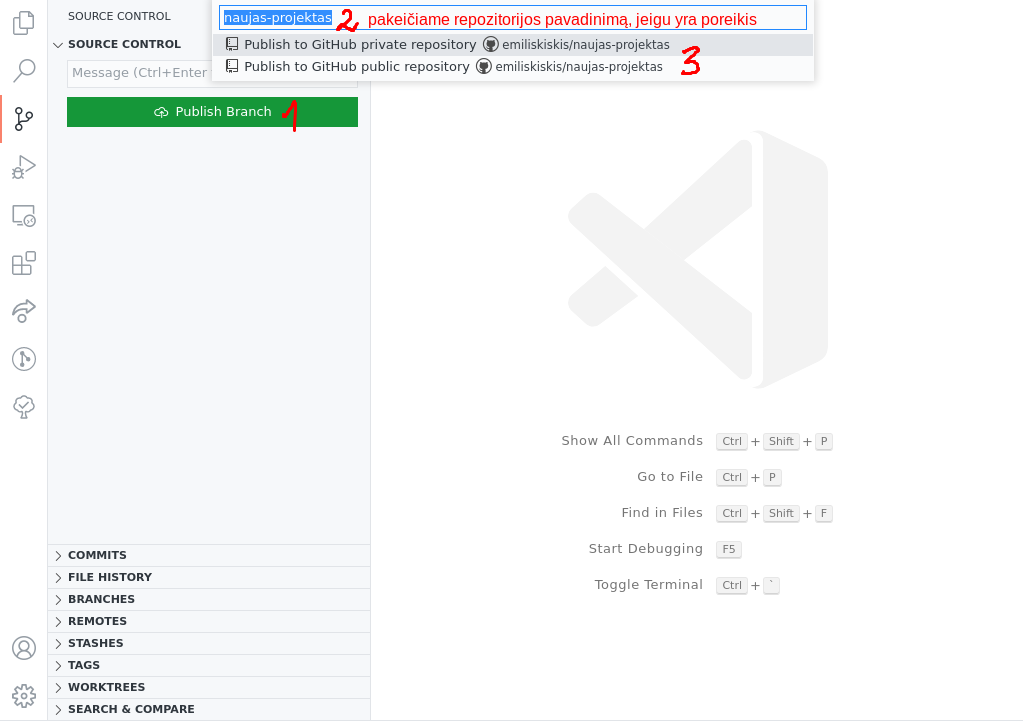 SOURCE CONTROL
naujas-projektas 2 pakeičiame repozitorijos pavadinimą, jeigu yra poreikis
SOURCE CONTROL
Publish to GitHub private repository emiliskiskis/naujas-projektas
Publish to GitHub public repository emiliskiskis/naujas-projektas 3
Message (Ctrl+Enter
Publish Branch 1
Show All Commands Ctrl + Shift + P
Go to File Ctrl + P
Find in Files Ctrl + Shift + F
Start Debugging F5
Toggle Terminal Ctrl + `
COMMITS
FILE HISTORY
BRANCHES
REMOTES
STASHES
TAGS
WORKTREES
SEARCH & COMPARE